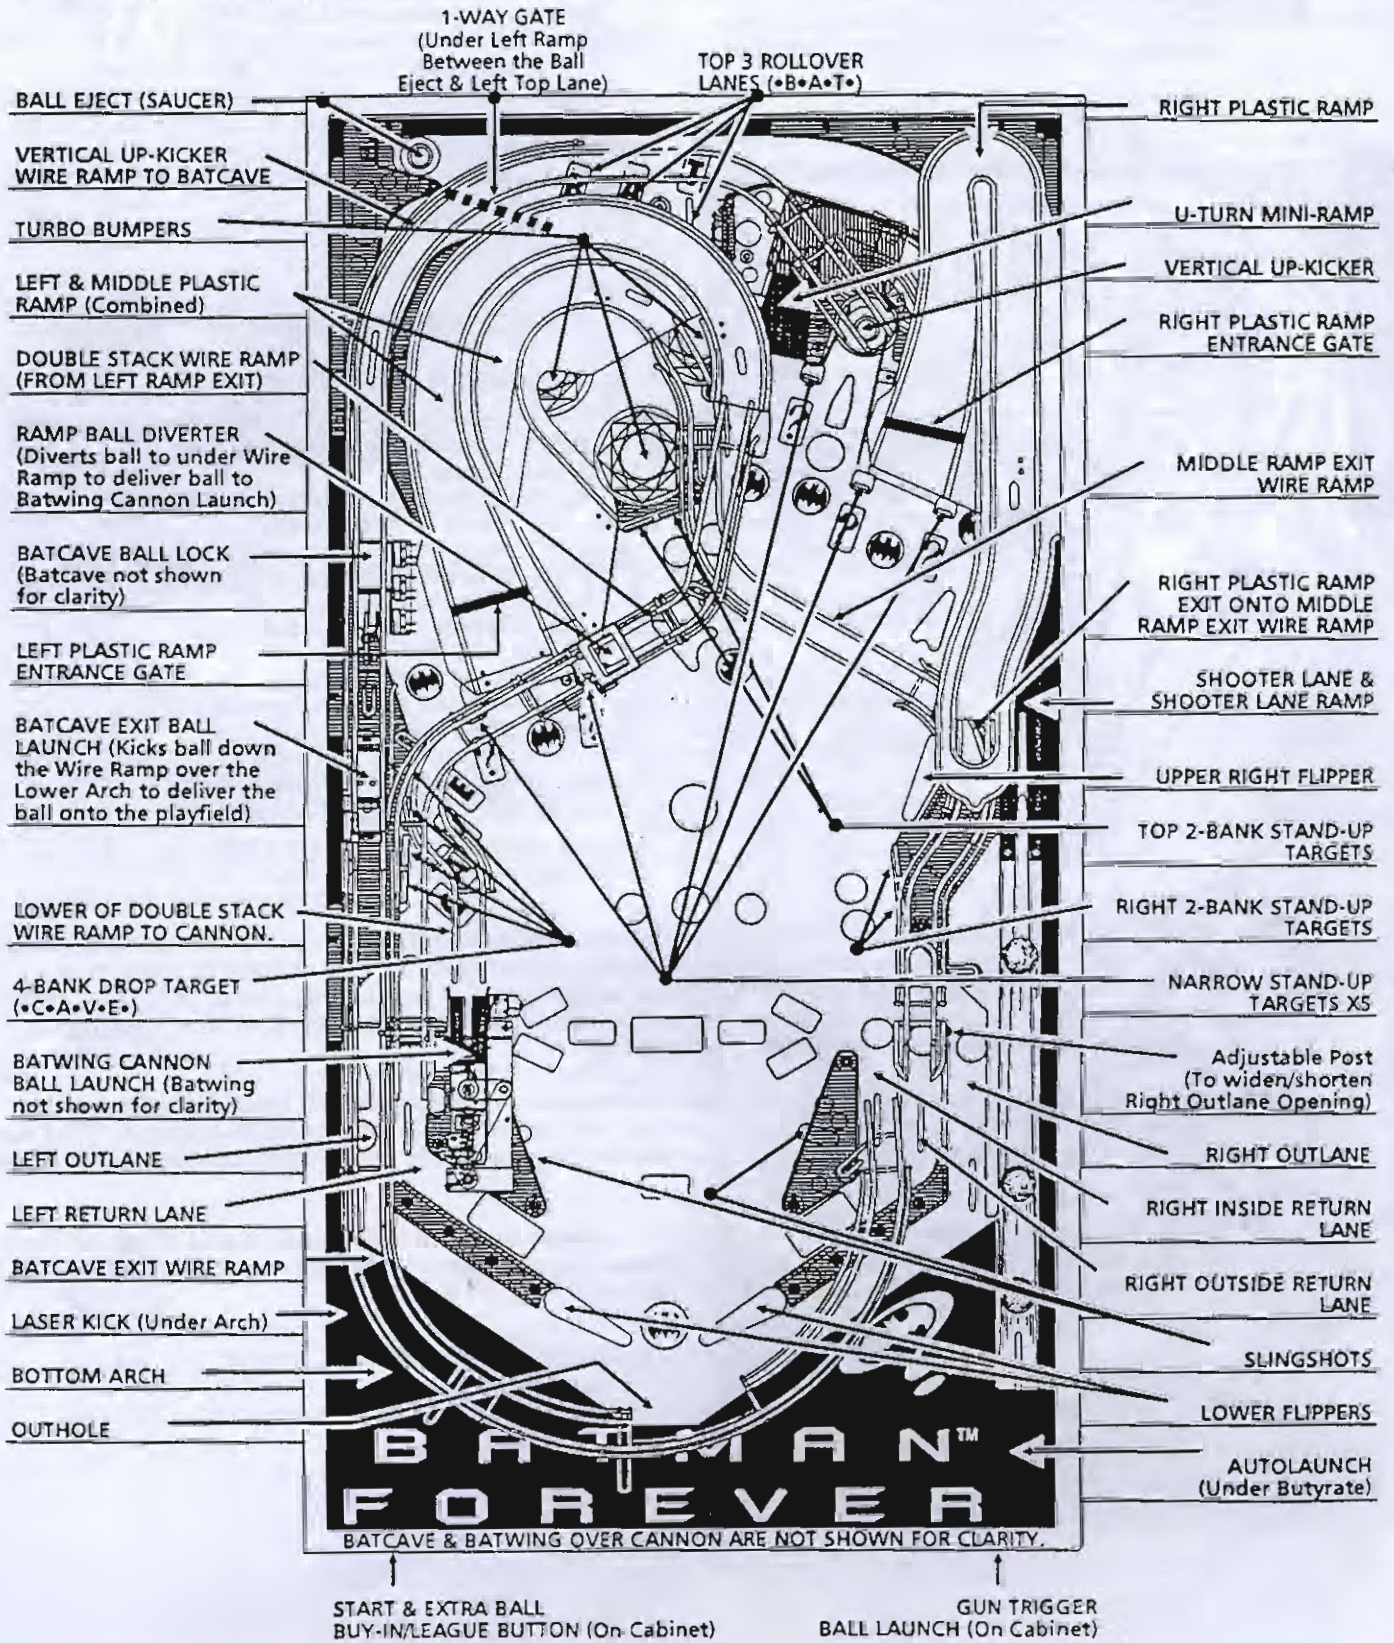 1-WAY GATE
(Under Left Ramp
Between the Ball
Eject & Left Top Lane)
TOP 3 ROLLOVER
LANES (•B•A•T•)
BALL EJECT (SAUCER)
VERTICAL UP-KICKER
WIRE RAMP TO BATCAVE
TURBO BUMPERS
LEFT & MIDDLE PLASTIC
RAMP (Combined)
DOUBLE STACK WIRE RAMP
(FROM LEFT RAMP EXIT)
RAMP BALL DIVERTER
(Diverts ball to under Wire
Ramp to deliver ball to
Batwing Cannon Launch)
BATCAVE BALL LOCK
(Batcave not shown
for clarity)
LEFT PLASTIC RAMP
ENTRANCE GATE
BATCAVE EXIT BALL
LAUNCH (Kicks ball down
the Wire Ramp over the
Lower Arch to deliver the
ball onto the playfield)
LOWER OF DOUBLE STACK
WIRE RAMP TO CANNON.
4-BANK DROP TARGET
(•C•A•V•E•)
BATWING CANNON
BALL LAUNCH (Batwing
not shown for clarity)
LEFT OUTLANE
LEFT RETURN LANE
BATCAVE EXIT WIRE RAMP
LASER KICK (Under Arch)
BOTTOM ARCH
OUTHOLE
RIGHT PLASTIC RAMP
U-TURN MINI-RAMP
VERTICAL UP-KICKER
RIGHT PLASTIC RAMP
ENTRANCE GATE
MIDDLE RAMP EXIT
WIRE RAMP
RIGHT PLASTIC RAMP
EXIT ONTO MIDDLE
RAMP EXIT WIRE RAMP
SHOOTER LANE &
SHOOTER LANE RAMP
UPPER RIGHT FLIPPER
TOP 2-BANK STAND-UP
TARGETS
RIGHT 2-BANK STAND-UP
TARGETS
NARROW STAND-UP
TARGETS X5
Adjustable Post
(To widen/shorten
Right Outlane Opening)
RIGHT OUTLANE
RIGHT INSIDE RETURN
LANE
RIGHT OUTSIDE RETURN
LANE
SLINGSHOTS
LOWER FLIPPERS
AUTOLAUNCH
(Under Butyrate)
T
E
BATMAN™
FOREVER
BATCAVE & BATWING OVER CANNON ARE NOT SHOWN FOR CLARITY.
START & EXTRA BALL
BUY-IN/LEAGUE BUTTON (On Cabinet)
GUN TRIGGER
BALL LAUNCH (On Cabinet)